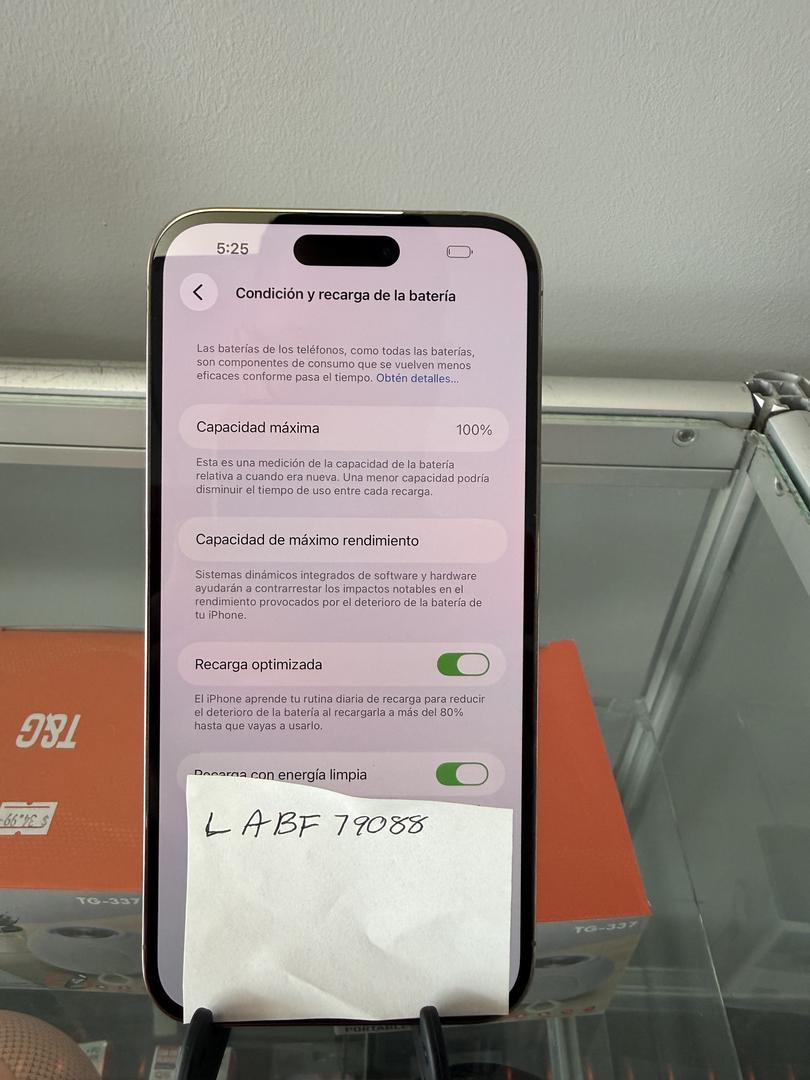 5:25
Condición y recarga de la batería
Las baterías de los teléfonos, como todas las baterías,
son componentes de consumo que se vuelven menos
eficaces conforme pasa el tiempo. Obtén detalles...
Capacidad máxima 100%
Esta es una medición de la capacidad de la batería
relativa a cuando era nueva. Una menor capacidad podría
disminuir el tiempo de uso entre cada recarga.
Capacidad de máximo rendimiento
Sistemas dinámicos integrados de software y hardware
ayudarán a contrarrestar los impactos notables en el
rendimiento provocados por el deterioro de la batería de
tu iPhone.
Recarga optimizada
El iPhone aprende tu rutina diaria de recarga para reducir
el deterioro de la batería al recargarla a más del 80%
hasta que vayas a usarlo.
Recarga con energía limpia
L ABF 79088
T&G
$ 34.99
TG-337
TG-337
PORTABLE